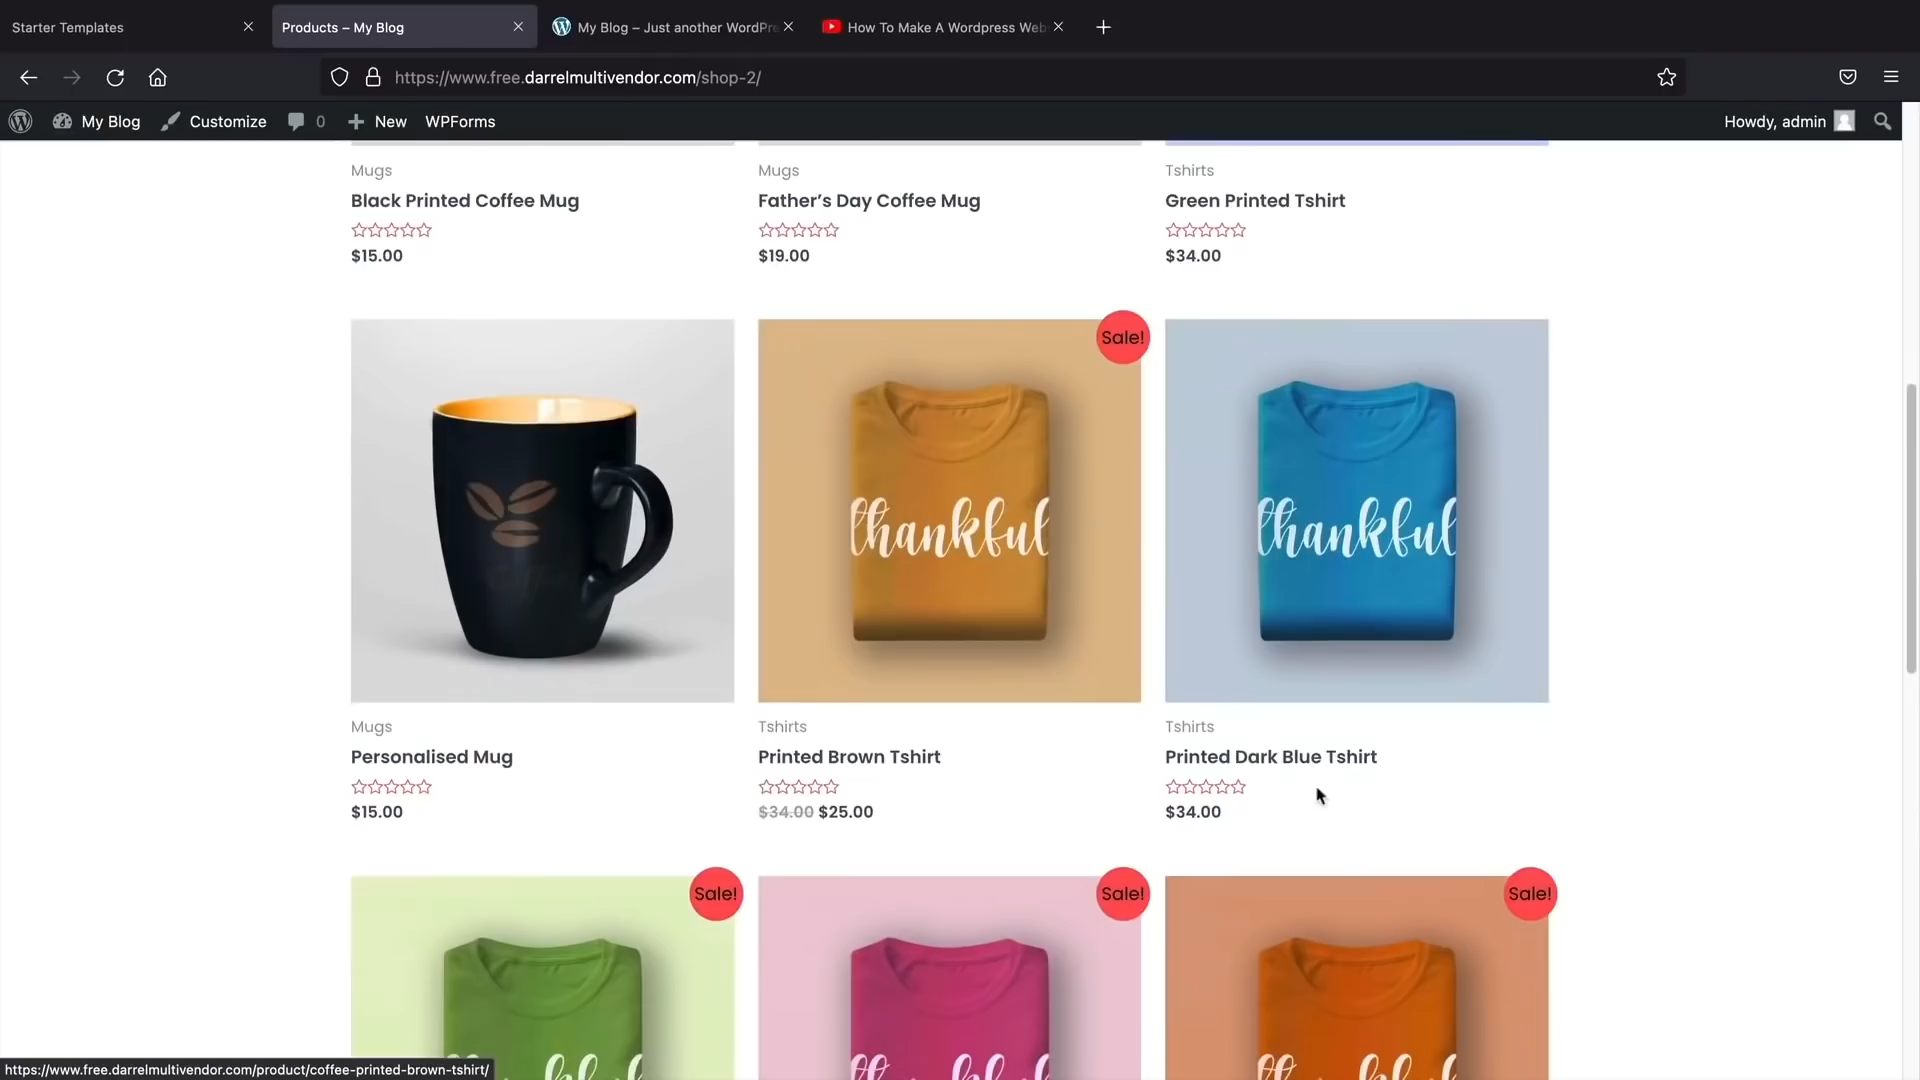 Starter Templates
Products – My Blog
My Blog – Just another WordPre
How To Make A Wordpress Web
https://www.free.darrelmultivendor.com/shop-2/
My Blog
Customize
0
New
WPForms
Howdy, admin
Mugs
Black Printed Coffee Mug
$15.00
Mugs
Father’s Day Coffee Mug
$19.00
Tshirts
Green Printed Tshirt
$34.00
Mugs
Personalised Mug
$15.00
Sale!
thankful
Tshirts
Printed Brown Tshirt
$34.00 $25.00
thankful
Tshirts
Printed Dark Blue Tshirt
$34.00
Sale!
Sale!
Sale!
https://www.free.darrelmultivendor.com/product/coffee-printed-brown-tshirt/